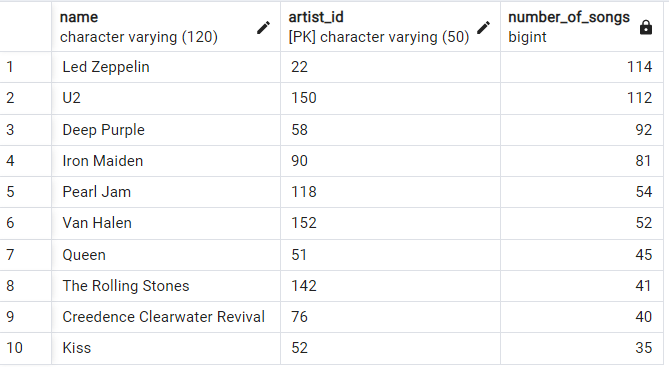 name artist_id number_of_songs
character varying (120) [PK] character varying (50) bigint
1 Led Zeppelin 22 114
2 U2 150 112
3 Deep Purple 58 92
4 Iron Maiden 90 81
5 Pearl Jam 118 54
6 Van Halen 152 52
7 Queen 51 45
8 The Rolling Stones 142 41
9 Creedence Clearwater Revival 76 40
10 Kiss 52 35